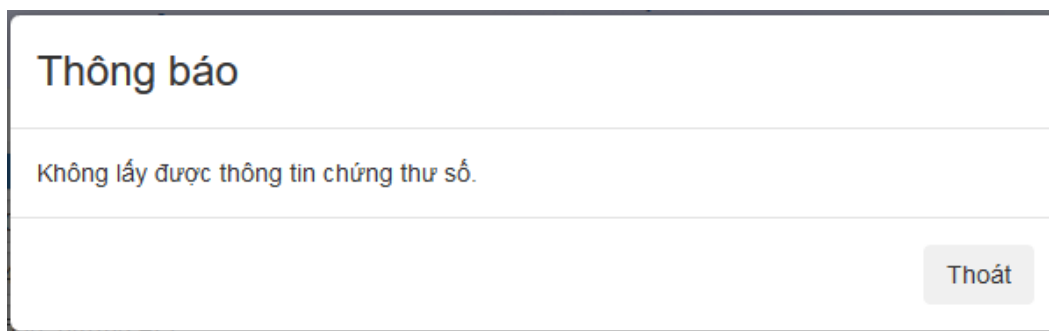 Thông báo
Không lấy được thông tin chứng thư số.
Thoát